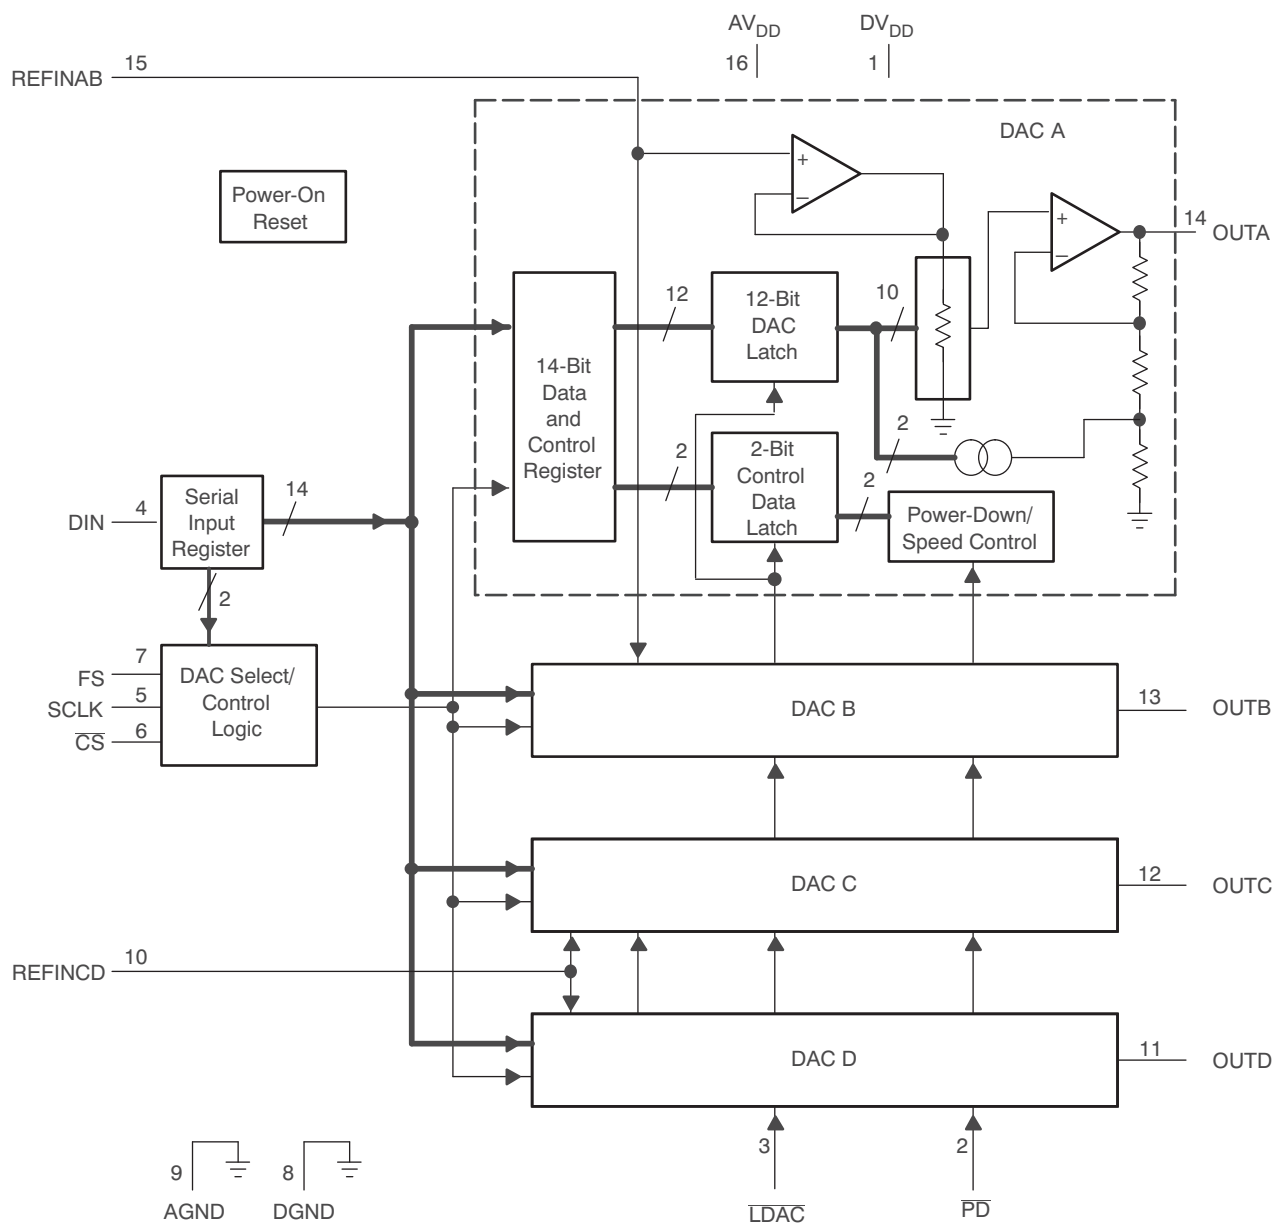 AVDD
DVDD
16
1
15
REFINAB
DAC A
Power-On
Reset
+
−
+
−
14
OUTA
14-Bit
Data
and
Control
Register
12
12-Bit
DAC
Latch
10
2
2
2-Bit
Control
Data
Latch
2
Power-Down/
Speed Control
4
DIN
Serial
Input
Register
14
2
7
FS
5
SCLK
6
CS
DAC Select/
Control
Logic
DAC B
13
OUTB
DAC C
12
OUTC
10
REFINCD
DAC D
11
OUTD
9
AGND
8
DGND
3
LDAC
2
PD